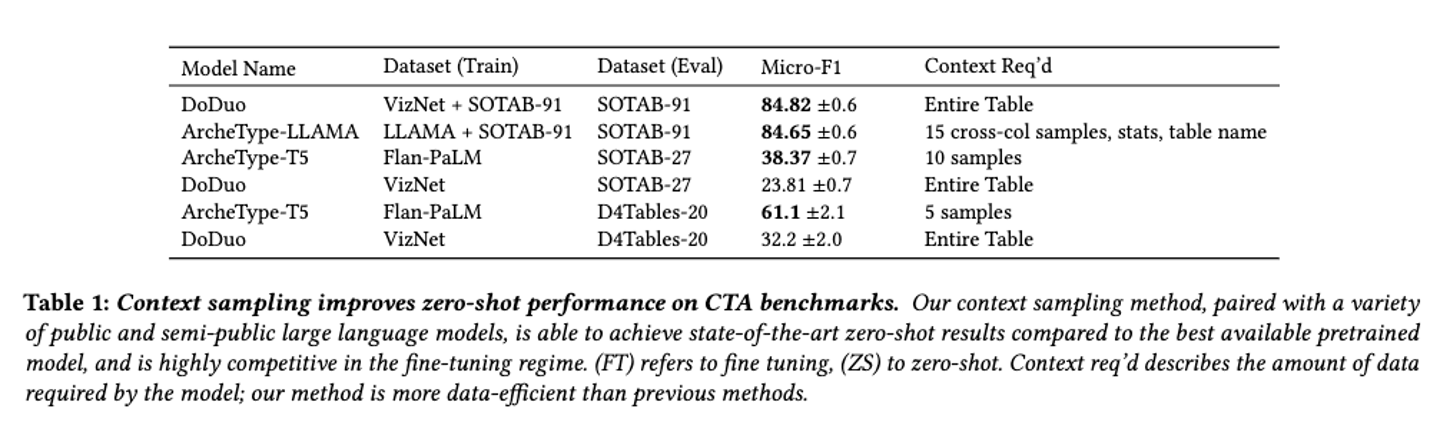 Model Name Dataset (Train) Dataset (Eval) Micro-F1 Context Req'd
DoDuo VizNet + SOTAB-91 SOTAB-91 84.82 ±0.6 Entire Table
ArcheType-LLAMA LLAMA + SOTAB-91 SOTAB-91 84.65 ±0.6 15 cross-col samples, stats, table name
ArcheType-T5 Flan-PaLM SOTAB-27 38.37 ±0.7 10 samples
DoDuo VizNet SOTAB-27 23.81 ±0.7 Entire Table
ArcheType-T5 Flan-PaLM D4Tables-20 61.1 ±2.1 5 samples
DoDuo VizNet D4Tables-20 32.2 ±2.0 Entire Table
Table 1: Context sampling improves zero-shot performance on CTA benchmarks. Our context sampling method, paired with a variety
of public and semi-public large language models, is able to achieve state-of-the-art zero-shot results compared to the best available pretrained
model, and is highly competitive in the fine-tuning regime. (FT) refers to fine tuning, (ZS) to zero-shot. Context req'd describes the amount of data
required by the model; our method is more data-efficient than previous methods.